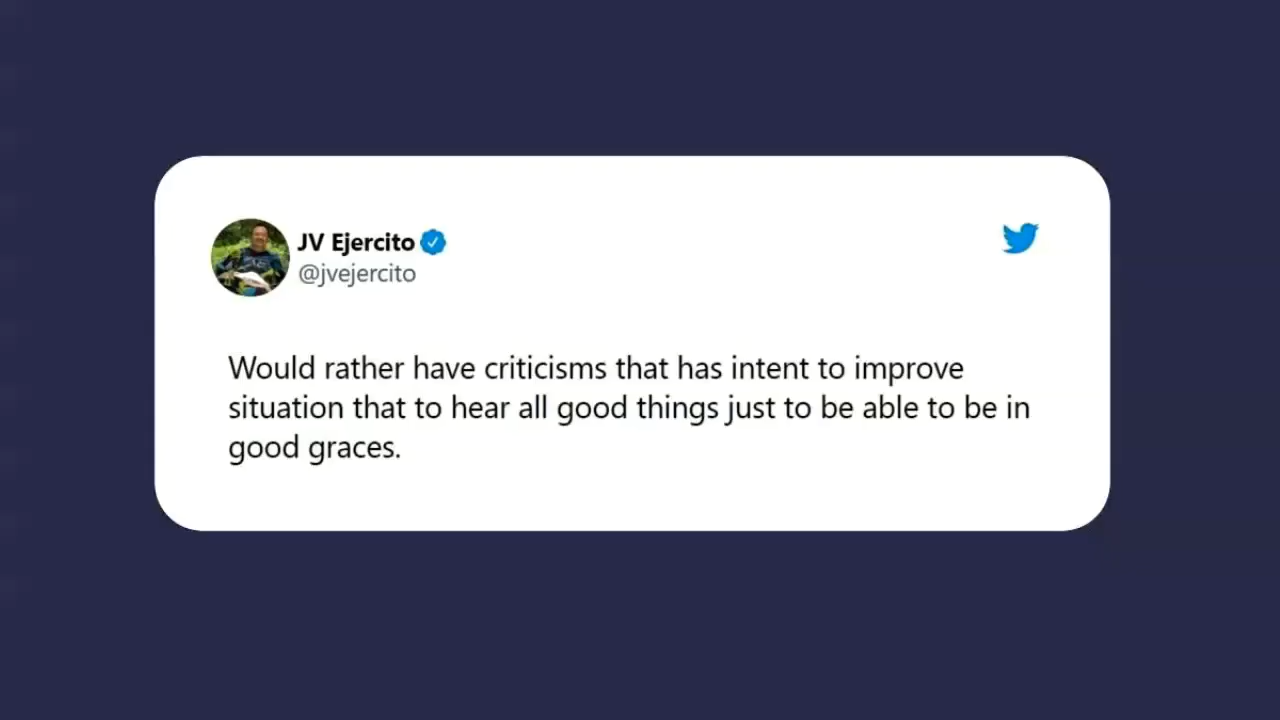 JV Ejercito
@jvejercito
Would rather have criticisms that has intent to improve
situation that to hear all good things just to be able to be in
good graces.